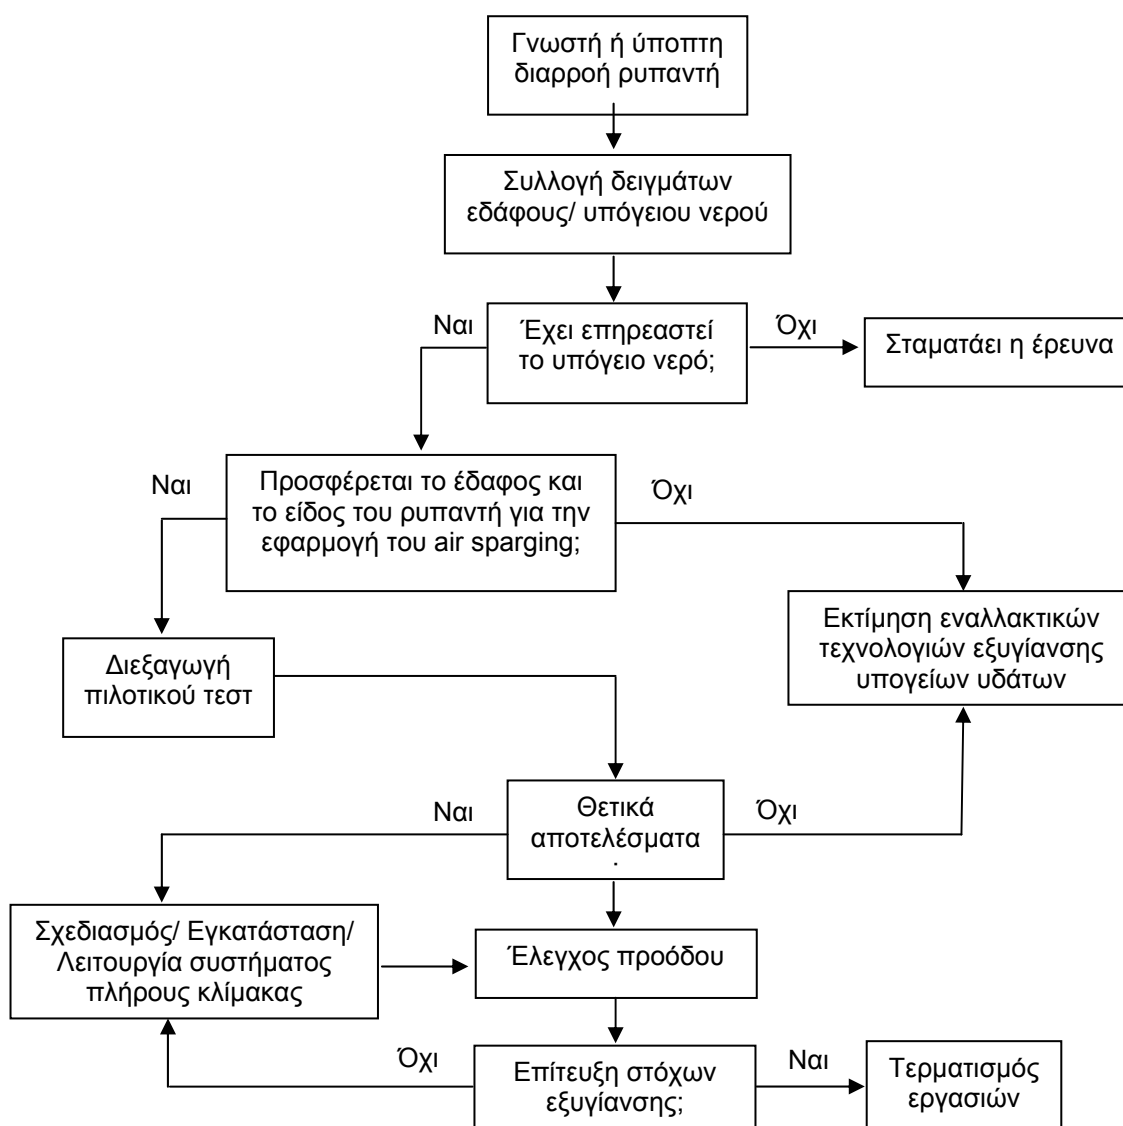 Γνωστή ή ύποπτη
διαρροή ρυπαντή
Συλλογή δειγμάτων
εδάφους/ υπόγειου νερού
Ναι
Έχει επηρεαστεί
το υπόγειο νερό;
Όχι
Σταματάει η έρευνα
Ναι
Προσφέρεται το έδαφος και
το είδος του ρυπαντή για την
εφαρμογή του air sparging;
Όχι
Διεξαγωγή
πιλοτικού τεστ
Εκτίμηση εναλλακτικών
τεχνολογιών εξυγίανσης
υπογείων υδάτων
Ναι
Θετικά
αποτελέσματα
Όχι
Σχεδιασμός/ Εγκατάσταση/
Λειτουργία συστήματος
πλήρους κλίμακας
Έλεγχος προόδου
Όχι
Επίτευξη στόχων
εξυγίανσης;
Ναι
Τερματισμός
εργασιών